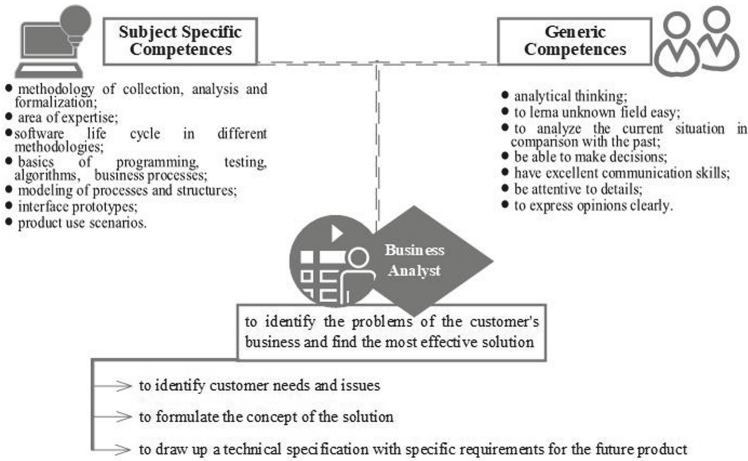 Subject Specific
Competences
● methodology of collection, analysis and
formalization;
● area of expertise;
● software life cycle in different
methodologies;
● basics of programming, testing,
algorithms, business processes;
● modeling of processes and structures;
● interface prototypes;
● product use scenarios.
Generic
Competences
● analytical thinking;
● to lerna unknown field easy;
● to analyze the current situation in
comparison with the past;
● be able to make decisions;
● have excellent communication skills;
● be attentive to details;
● to express opinions clearly.
Business
Analyst
to identify the problems of the customer's
business and find the most effective solution
to identify customer needs and issues
to formulate the concept of the solution
to draw up a technical specification with specific requirements for the future product